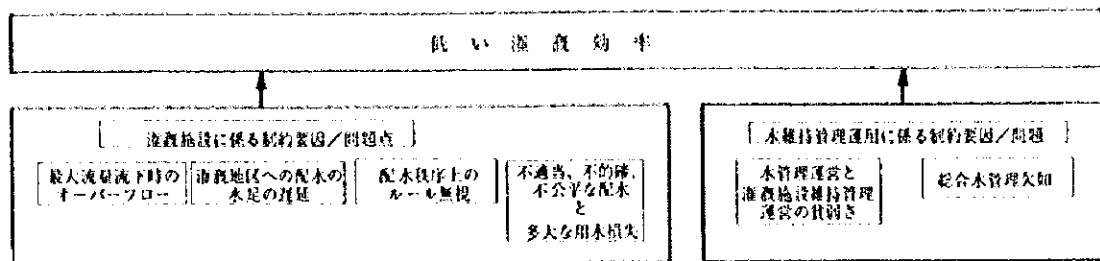 低い灌漑効率
灌漑施設に係る制約要因/問題点
最大流量流下時の
オーバーフロー
灌漑地区への配水の
水足の遅延
配水秩序上の
ルール無視
不適当、不的確、
不公平な配水
と
多大な用水損失
水維持管理運用に係る制約要因/問題
水管理運営と
灌漑施設維持管理
運営の貧弱さ
総合水管理欠如